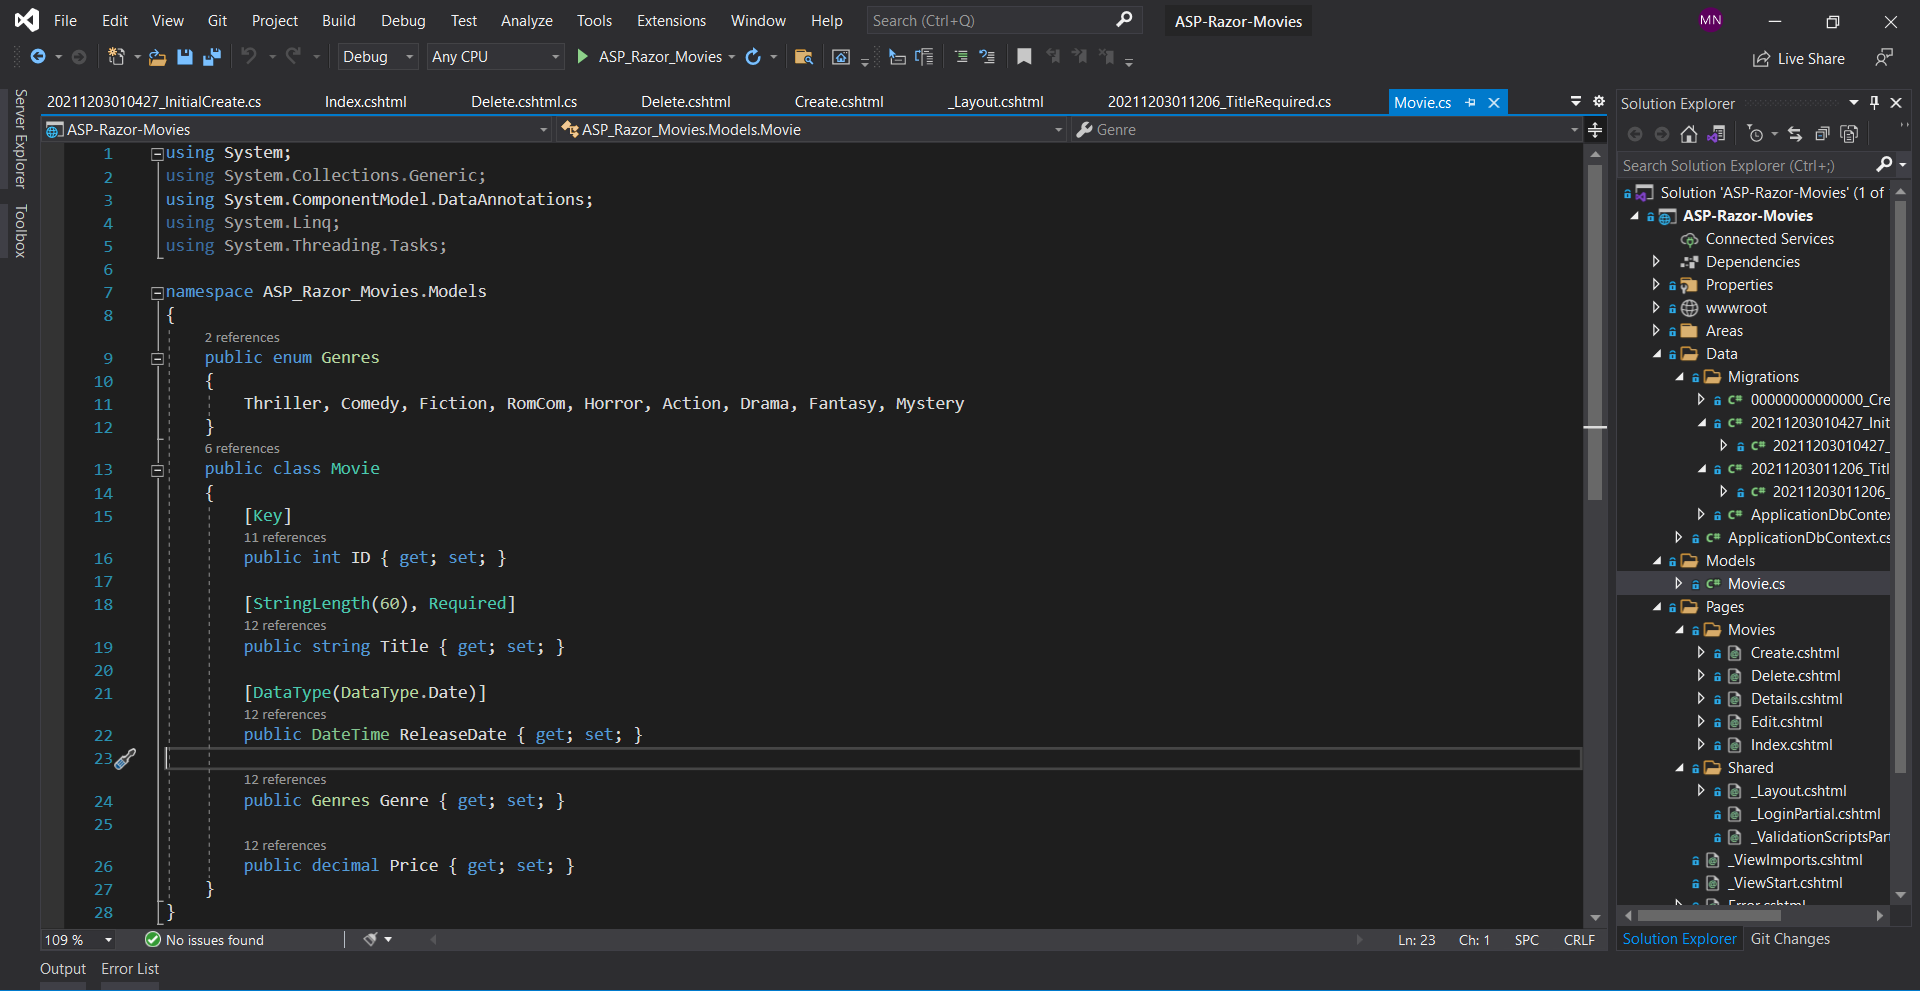 File Edit View Git Project Build Debug Test Analyze Tools Extensions Window Help Search (Ctrl+Q) ASP-Razor-Movies MN
Debug Any CPU ASP_Razor_Movies Live Share
Server Explorer
Toolbox
20211203010427_InitialCreate.cs Index.cshtml Delete.cshtml.cs Delete.cshtml Create.cshtml _Layout.cshtml 20211203011206_TitleRequired.cs Movie.cs
ASP-Razor-Movies ASP_Razor_Movies.Models.Movie Genre
1 using System;
2 using System.Collections.Generic;
3 using System.ComponentModel.DataAnnotations;
4 using System.Linq;
5 using System.Threading.Tasks;
6
7 namespace ASP_Razor_Movies.Models
8 {
2 references
9 public enum Genres
10 {
11 Thriller, Comedy, Fiction, RomCom, Horror, Action, Drama, Fantasy, Mystery
12 }
6 references
13 public class Movie
14 {
15 [Key]
11 references
16 public int ID { get; set; }
17
18 [StringLength(60), Required]
12 references
19 public string Title { get; set; }
20
21 [DataType(DataType.Date)]
12 references
22 public DateTime ReleaseDate { get; set; }
23
12 references
24 public Genres Genre { get; set; }
25
12 references
26 public decimal Price { get; set; }
27 }
28 }
109 % No issues found Ln: 23 Ch: 1 SPC CRLF
Output Error List
Solution Explorer
Search Solution Explorer (Ctrl+;)
Solution 'ASP-Razor-Movies' (1 of
ASP-Razor-Movies
Connected Services
Dependencies
Properties
wwwroot
Areas
Data
Migrations
C# 00000000000000_Cre
C# 20211203010427_Init
C# 20211203010427_
C# 20211203011206_Titl
C# 20211203011206_
C# ApplicationDbContex
C# ApplicationDbContext.cs
Models
C# Movie.cs
Pages
Movies
Create.cshtml
Delete.cshtml
Details.cshtml
Edit.cshtml
Index.cshtml
Shared
_Layout.cshtml
_LoginPartial.cshtml
_ValidationScriptsPart
_ViewImports.cshtml
_ViewStart.cshtml
Error.cshtml
Solution Explorer Git Changes